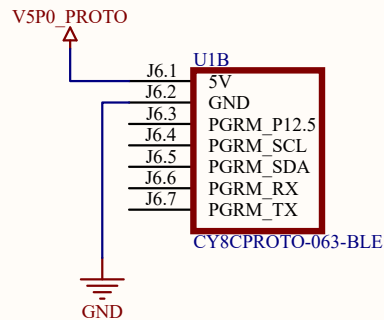 V5P0_PROTO
U1B
J6.1 5V
J6.2 GND
J6.3 PGRM_P12.5
J6.4 PGRM_SCL
J6.5 PGRM_SDA
J6.6 PGRM_RX
J6.7 PGRM_TX
CY8CPROTO-063-BLE
GND